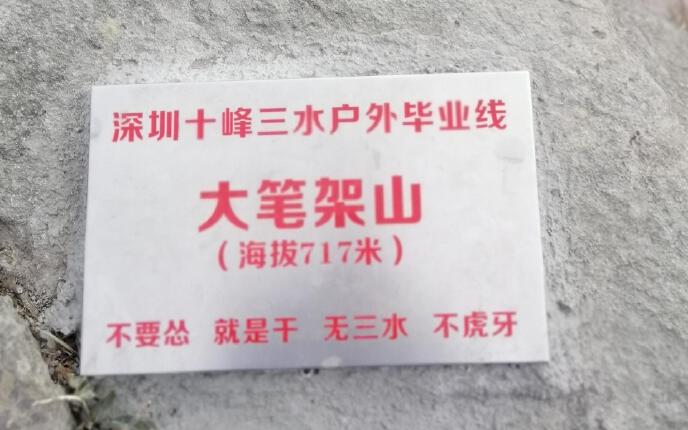 深圳十峰三水户外毕业线
大笔架山
（海拔717米）
不要怂 就是干 无三水 不虎牙